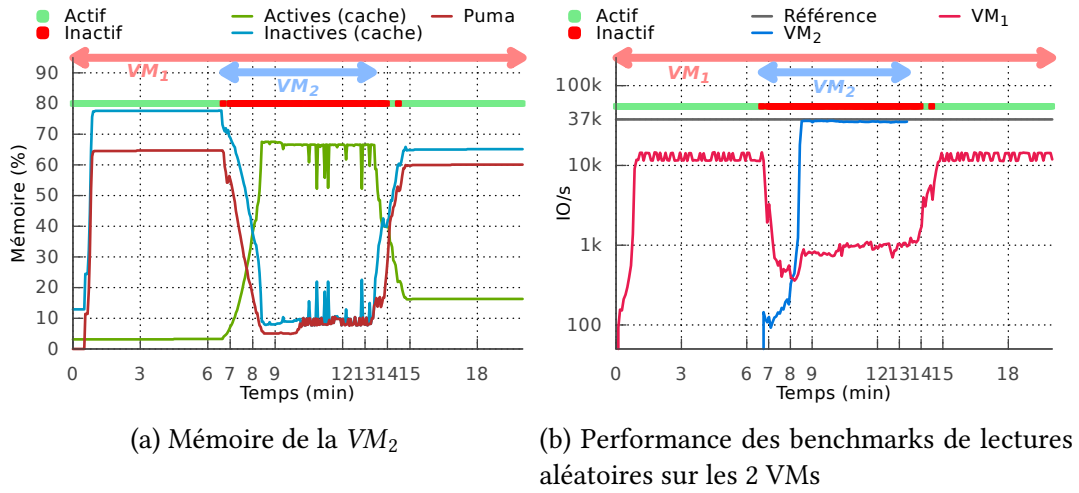 Actif
Inactif
Actives (cache)
Inactives (cache)
Puma
VM1
VM2
90
80
70
60
50
40
30
20
10
0
Mémoire (%)
0 3 6 7 8 9 12 13 14 15 18
Temps (min)
(a) Mémoire de la VM2
Actif
Inactif
Référence
VM2
VM1
VM1
VM2
100k
37k
10k
1k
100
IO/s
0 3 6 7 8 9 12 13 14 15 18
Temps (min)
(b) Performance des benchmarks de lectures
aléatoires sur les 2 VMs